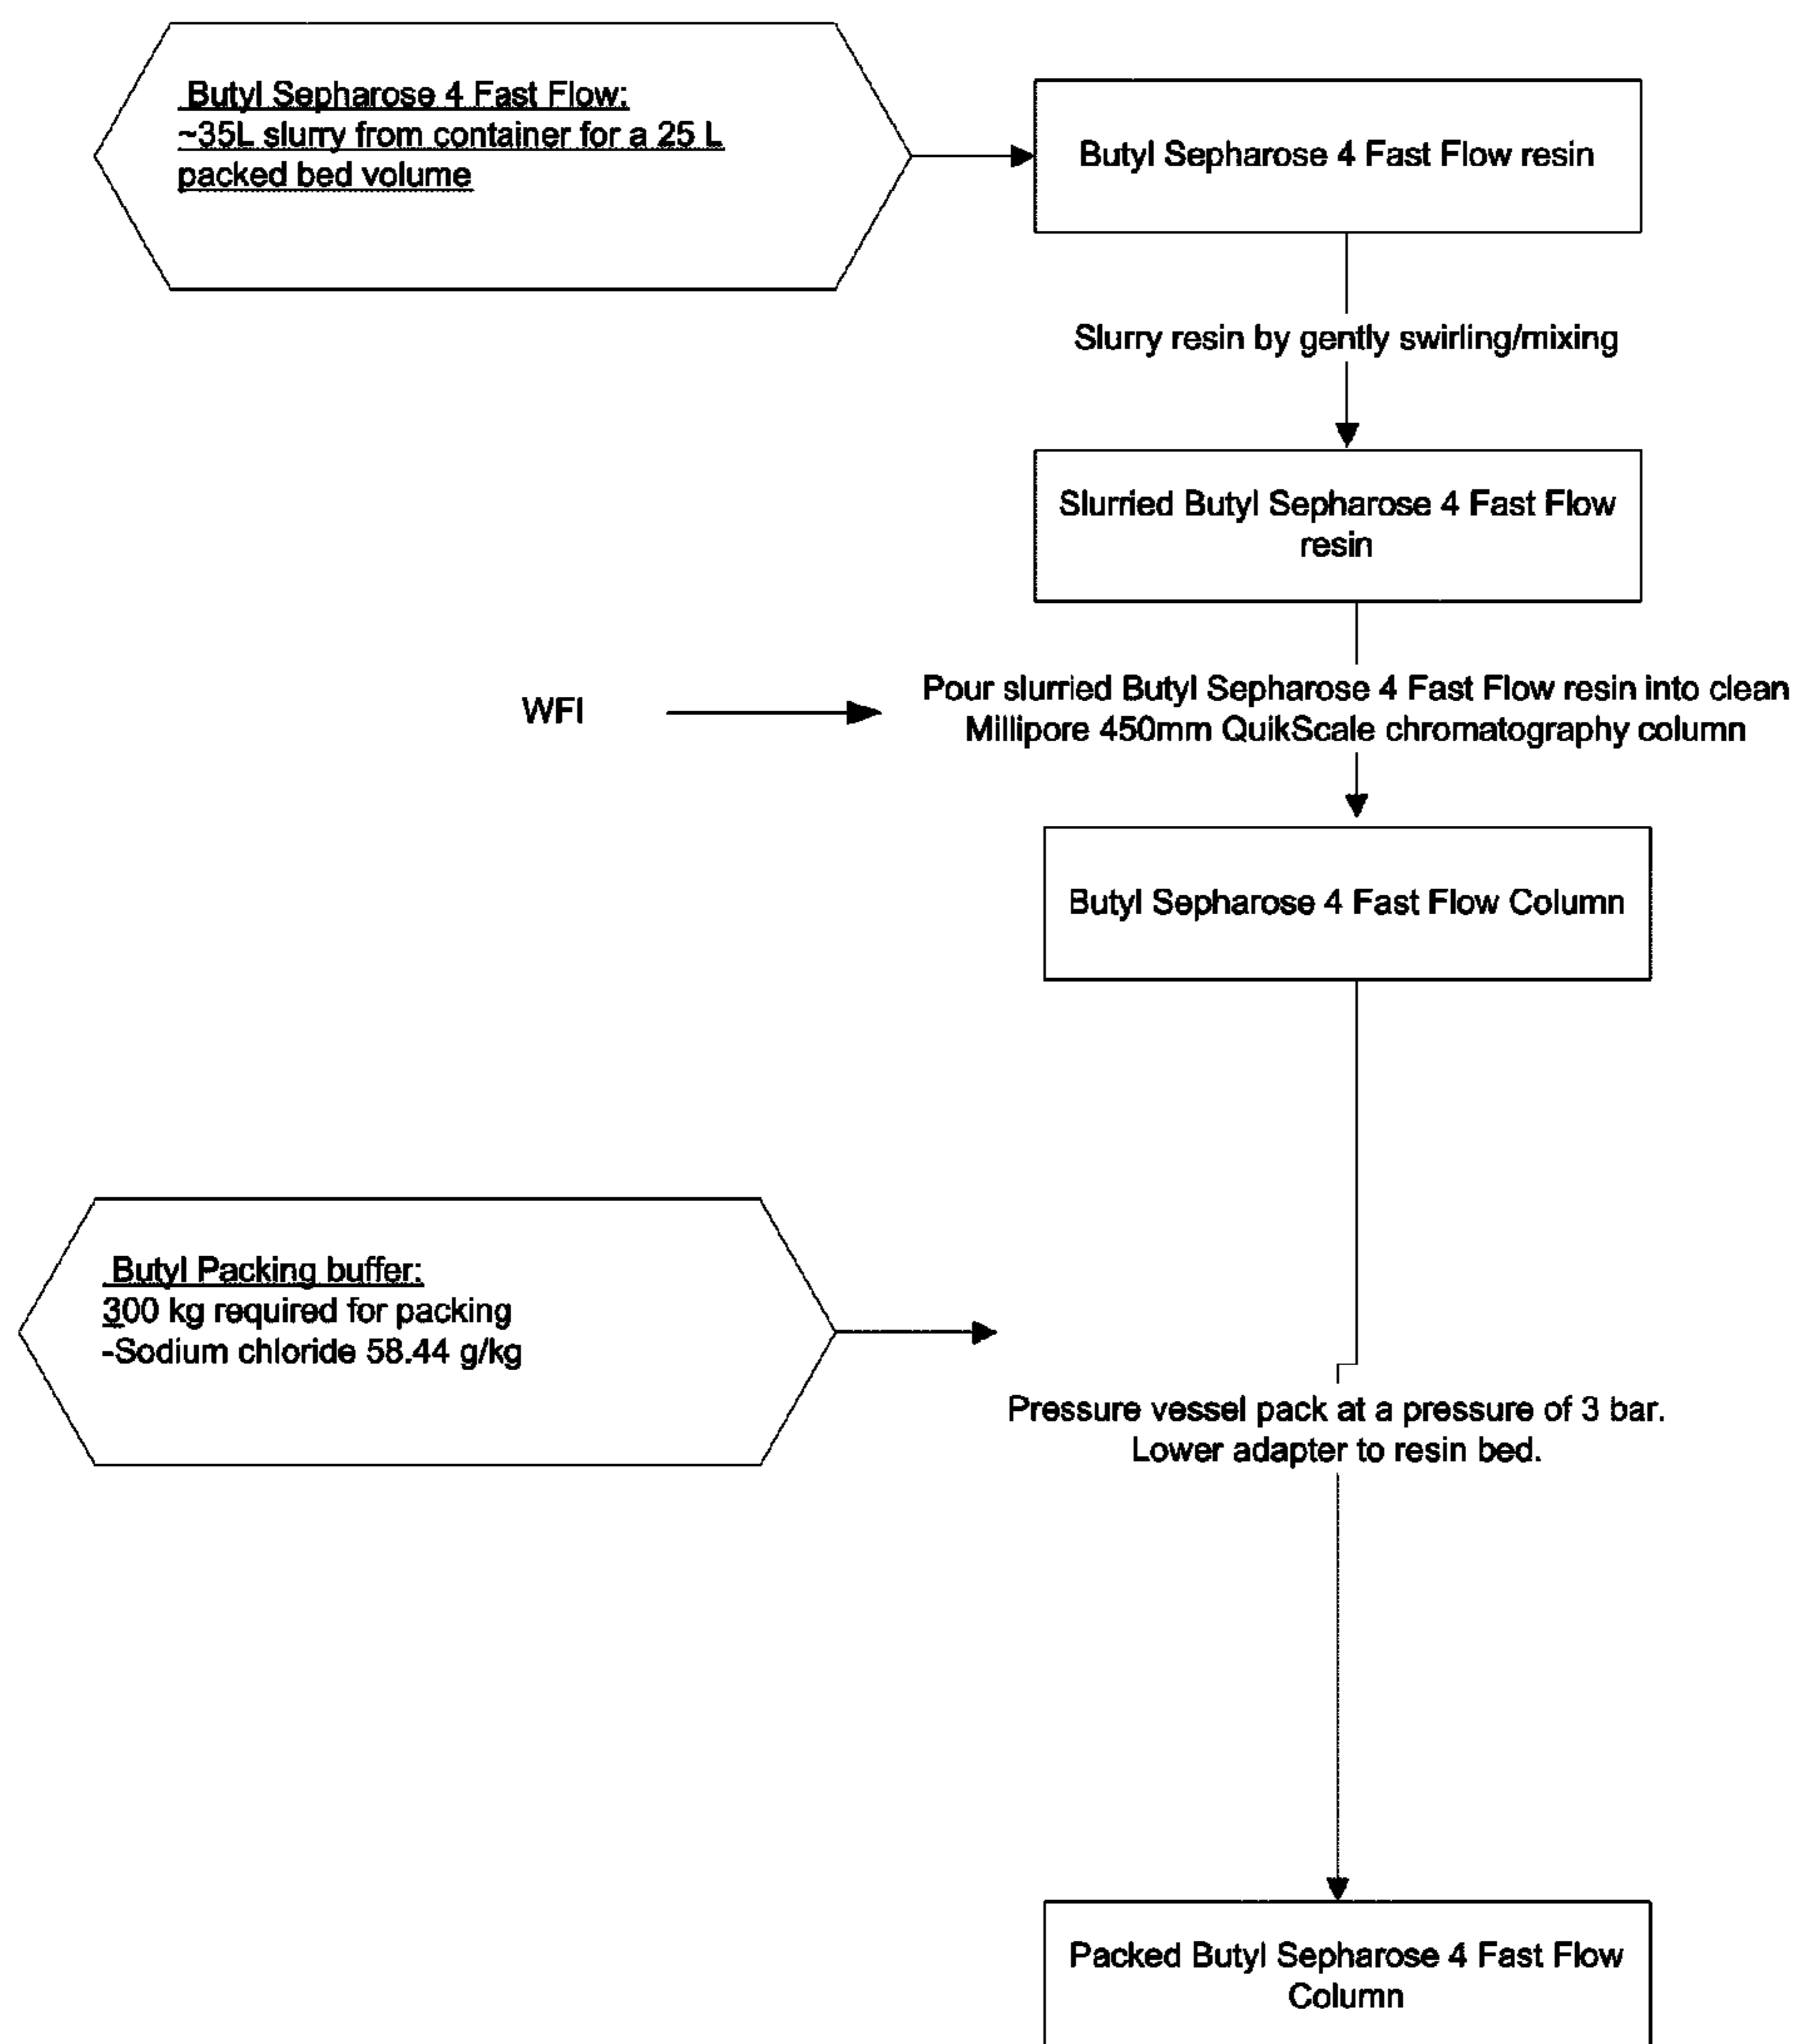 Butyl Sepharose 4 Fast Flow:
~35L slurry from container for a 25 L
packed bed volume
Butyl Sepharose 4 Fast Flow resin
Slurry resin by gently swirling/mixing
Slurried Butyl Sepharose 4 Fast Flow
resin
WFI
Pour slurried Butyl Sepharose 4 Fast Flow resin into clean
Millipore 450mm QuikScale chromatography column
Butyl Sepharose 4 Fast Flow Column
Butyl Packing buffer:
300 kg required for packing
-Sodium chloride 58.44 g/kg
Pressure vessel pack at a pressure of 3 bar.
Lower adapter to resin bed.
Packed Butyl Sepharose 4 Fast Flow
Column